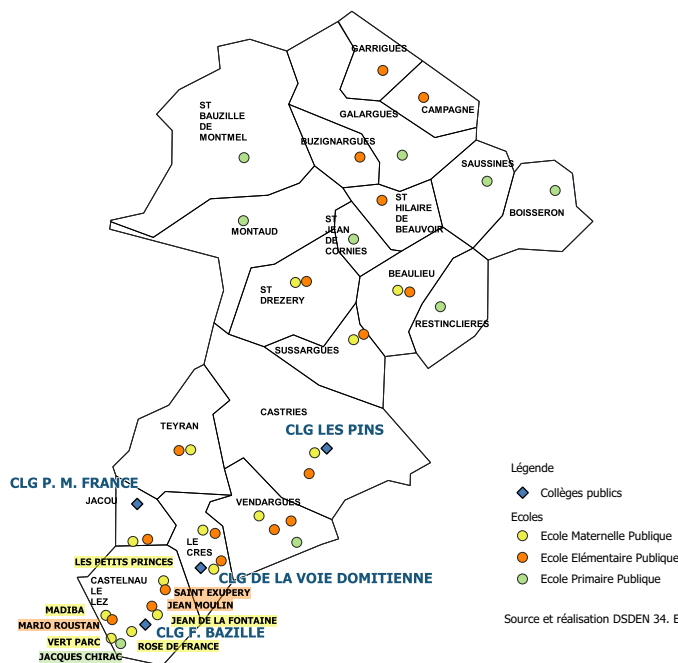 GARRIGUES
ST
BAUZILLE
DE
MONTMEL
CAMPAGNE
GALARGUES
BUZIGNARGUES
SAUSSINES
ST
HILAIRE
DE
BEAUVOIR
BOISSERON
MONTAUD
ST
JEAN
DE
CORNIES
BEAULIEU
ST
DREZERY
RESTINCLIERES
SUSSARGUES
CASTRIES
TEYRAN
CLG LES PINS
CLG P. M. FRANCE
JACOU
VENDARGUES
LE
CRES
LES PETITS PRINCES
CLG DE LA VOIE DOMITIENNE
CASTELNAU
LE
LEZ
SAINT EXUPERY
JEAN MOULIN
MADIBA
JEAN DE LA FONTAINE
MARIO ROUSTAN
CLG F. BAZILLE
VERT PARC
ROSE DE FRANCE
JACQUES CHIRAC
Légende
Collèges publics
Ecoles
Ecole Maternelle Publique
Ecole Elémentaire Publique
Ecole Primaire Publique
Source et réalisation DSDEN 34. E